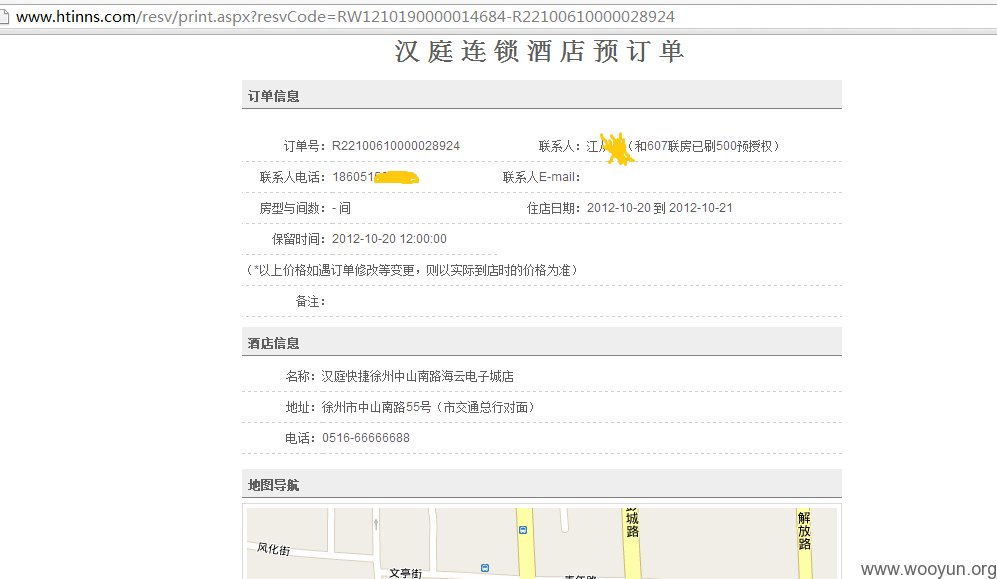 www.htinns.com/resv/print.aspx?resvCode=RW1210190000014684-R22100610000028924
汉庭连锁酒店预订单
订单信息
订单号：R22100610000028924 联系人：江（和607联房已刷500预授权）
联系人电话：186051 联系人E-mail：
房型与间数：- 间 住店日期：2012-10-20 到 2012-10-21
保留时间：2012-10-20 12:00:00
（*以上价格如遇订单修改等变更，则以实际到店时的价格为准）
备注：
酒店信息
名称：汉庭快捷徐州中山南路海云电子城店
地址：徐州市中山南路55号（市交通总行对面）
电话：0516-66666688
地图导航
彭城路
解放路
风化街
文亭街
www.wooyun.org